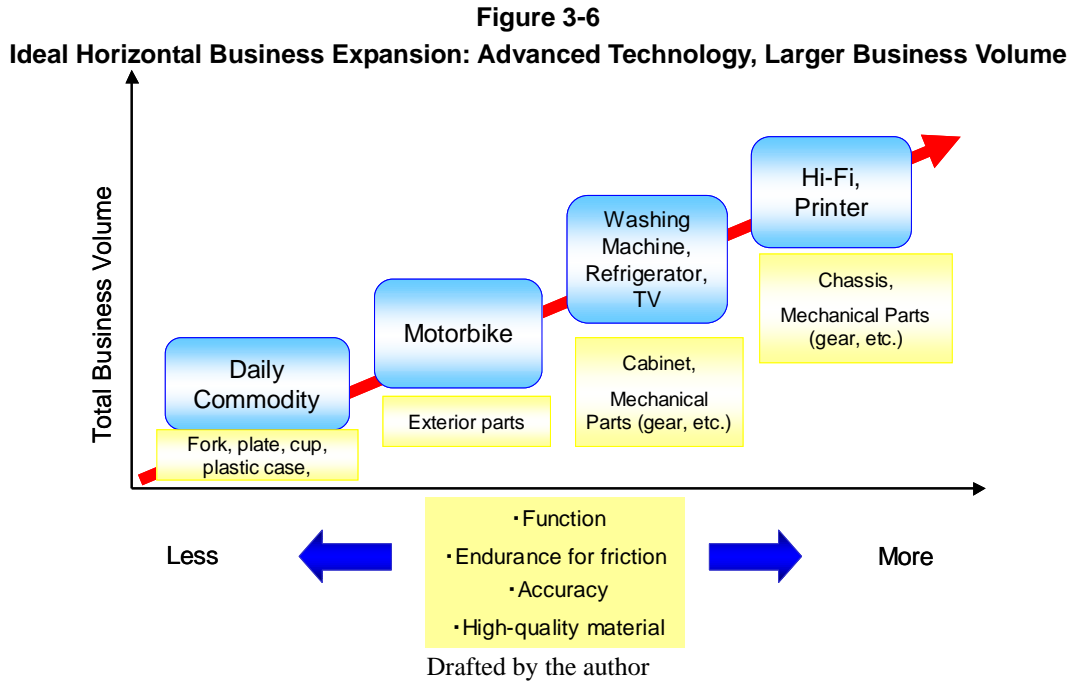 Figure 3-6
Ideal Horizontal Business Expansion: Advanced Technology, Larger Business Volume
Total Business Volume
Hi-Fi,
Printer
Washing
Machine,
Refrigerator,
TV
Chassis,
Mechanical Parts
(gear, etc.)
Motorbike
Cabinet,
Mechanical
Parts (gear, etc.)
Daily
Commodity
Exterior parts
Fork, plate, cup,
plastic case,
Less
・Function
・Endurance for friction
・Accuracy
・High-quality material
More
Drafted by the author